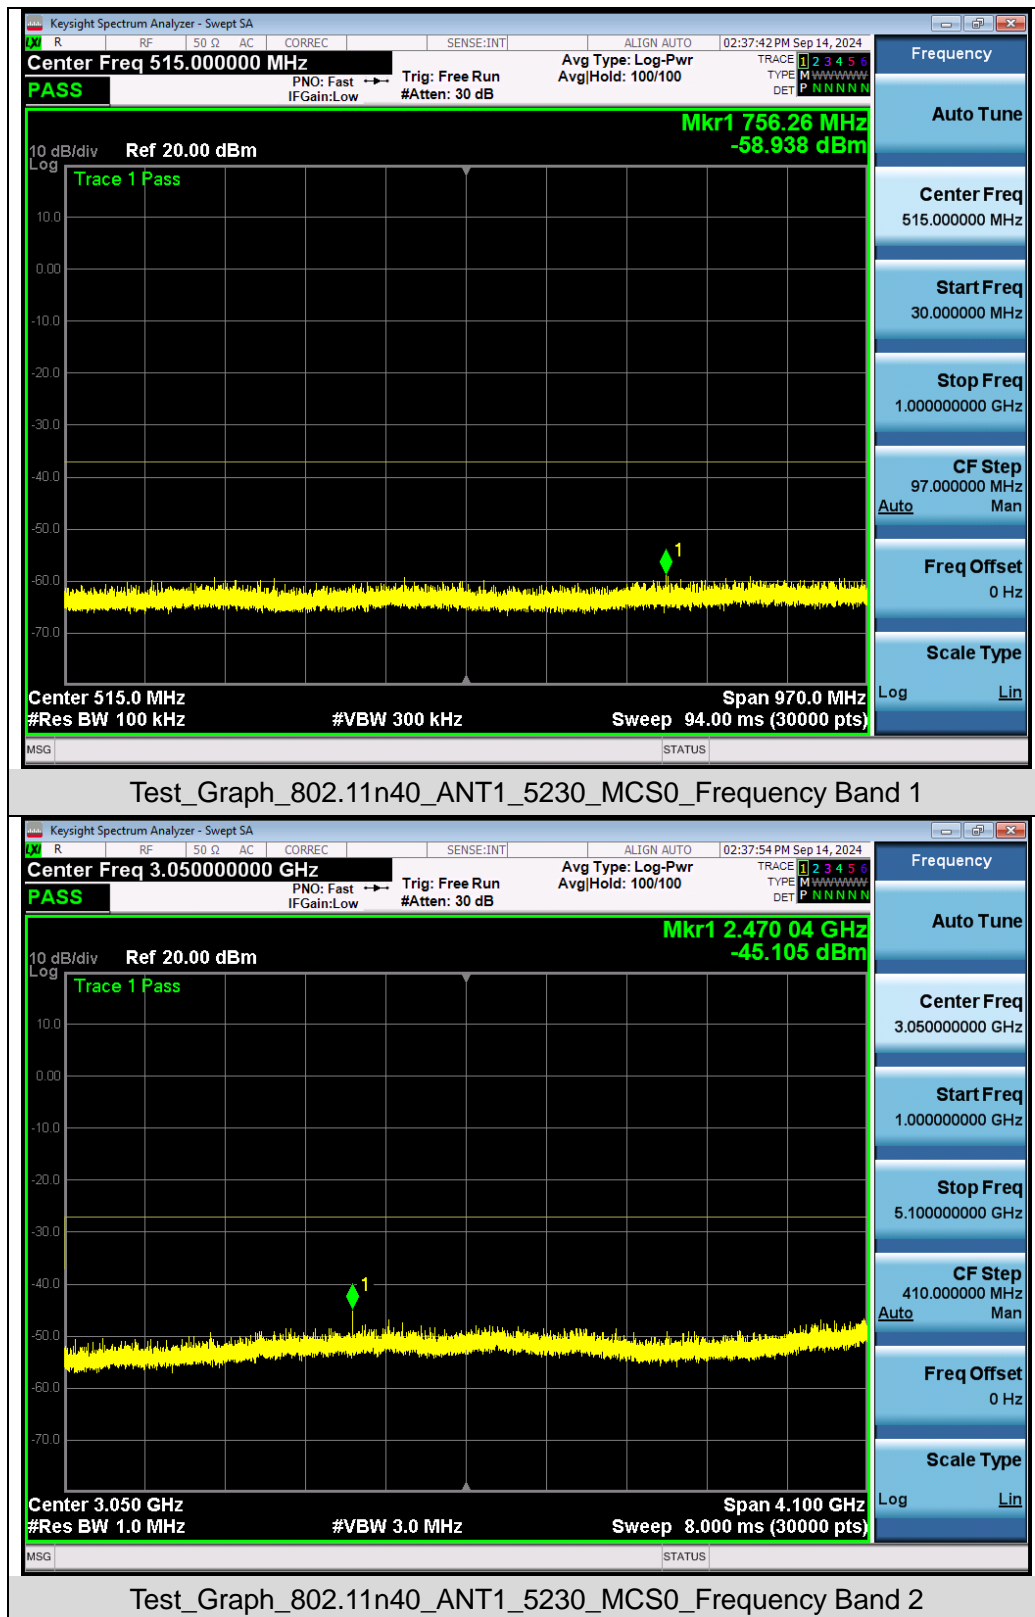 Keysight Spectrum Analyzer - Swept SA
LXI R RF 50 Ω AC CORREC SENSE:INT ALIGN AUTO 02:37:42 PM Sep 14, 2024
Center Freq 515.000000 MHz
PASS
PNO: Fast
IFGain:Low
Trig: Free Run
#Atten: 30 dB
Avg Type: Log-Pwr
Avg|Hold: 100/100
TRACE 1 2 3 4 5 6
TYPE M W W W W W
DET P N N N N N
Mkr1 756.26 MHz
-58.938 dBm
10 dB/div Ref 20.00 dBm
Log
Trace 1 Pass
10.0
0.00
-10.0
-20.0
-30.0
-40.0
-50.0
-60.0
-70.0
1
Center 515.0 MHz Span 970.0 MHz
#Res BW 100 kHz #VBW 300 kHz Sweep 94.00 ms (30000 pts)
MSG STATUS
Frequency
Auto Tune
Center Freq
515.000000 MHz
Start Freq
30.000000 MHz
Stop Freq
1.000000000 GHz
CF Step
97.000000 MHz
Auto Man
Freq Offset
0 Hz
Scale Type
Log Lin
Test_Graph_802.11n40_ANT1_5230_MCS0_Frequency Band 1
Keysight Spectrum Analyzer - Swept SA
LXI R RF 50 Ω AC CORREC SENSE:INT ALIGN AUTO 02:37:54 PM Sep 14, 2024
Center Freq 3.050000000 GHz
PASS
PNO: Fast
IFGain:Low
Trig: Free Run
#Atten: 30 dB
Avg Type: Log-Pwr
Avg|Hold: 100/100
TRACE 1 2 3 4 5 6
TYPE M W W W W W
DET P N N N N N
Mkr1 2.470 04 GHz
-45.105 dBm
10 dB/div Ref 20.00 dBm
Log
Trace 1 Pass
10.0
0.00
-10.0
-20.0
-30.0
-40.0
-50.0
-60.0
-70.0
1
Center 3.050 GHz Span 4.100 GHz
#Res BW 1.0 MHz #VBW 3.0 MHz Sweep 8.000 ms (30000 pts)
MSG STATUS
Frequency
Auto Tune
Center Freq
3.050000000 GHz
Start Freq
1.000000000 GHz
Stop Freq
5.100000000 GHz
CF Step
410.000000 MHz
Auto Man
Freq Offset
0 Hz
Scale Type
Log Lin
Test_Graph_802.11n40_ANT1_5230_MCS0_Frequency Band 2